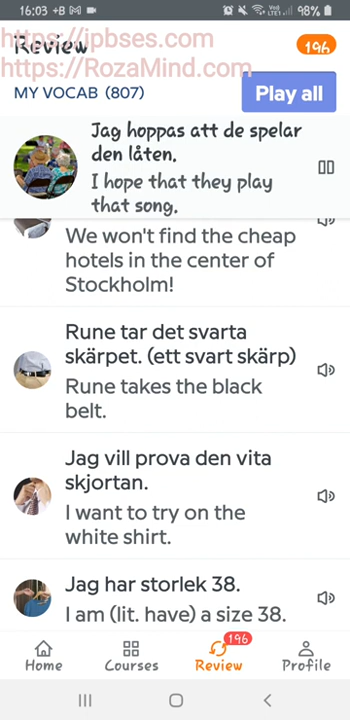 16:03 +B M
98%
https://jpbses.com
Review
196
https://RozaMind.com
MY VOCAB (807)
Play all
Jag hoppas att de spelar
den låten.
I hope that they play
that song.
We won't find the cheap
hotels in the center of
Stockholm!
Rune tar det svarta
skärpet. (ett svart skärp)
Rune takes the black
belt.
Jag vill prova den vita
skjortan.
I want to try on the
white shirt.
Jag har storlek 38.
I am (lit. have) a size 38.
196
Home
Courses
Review
Profile